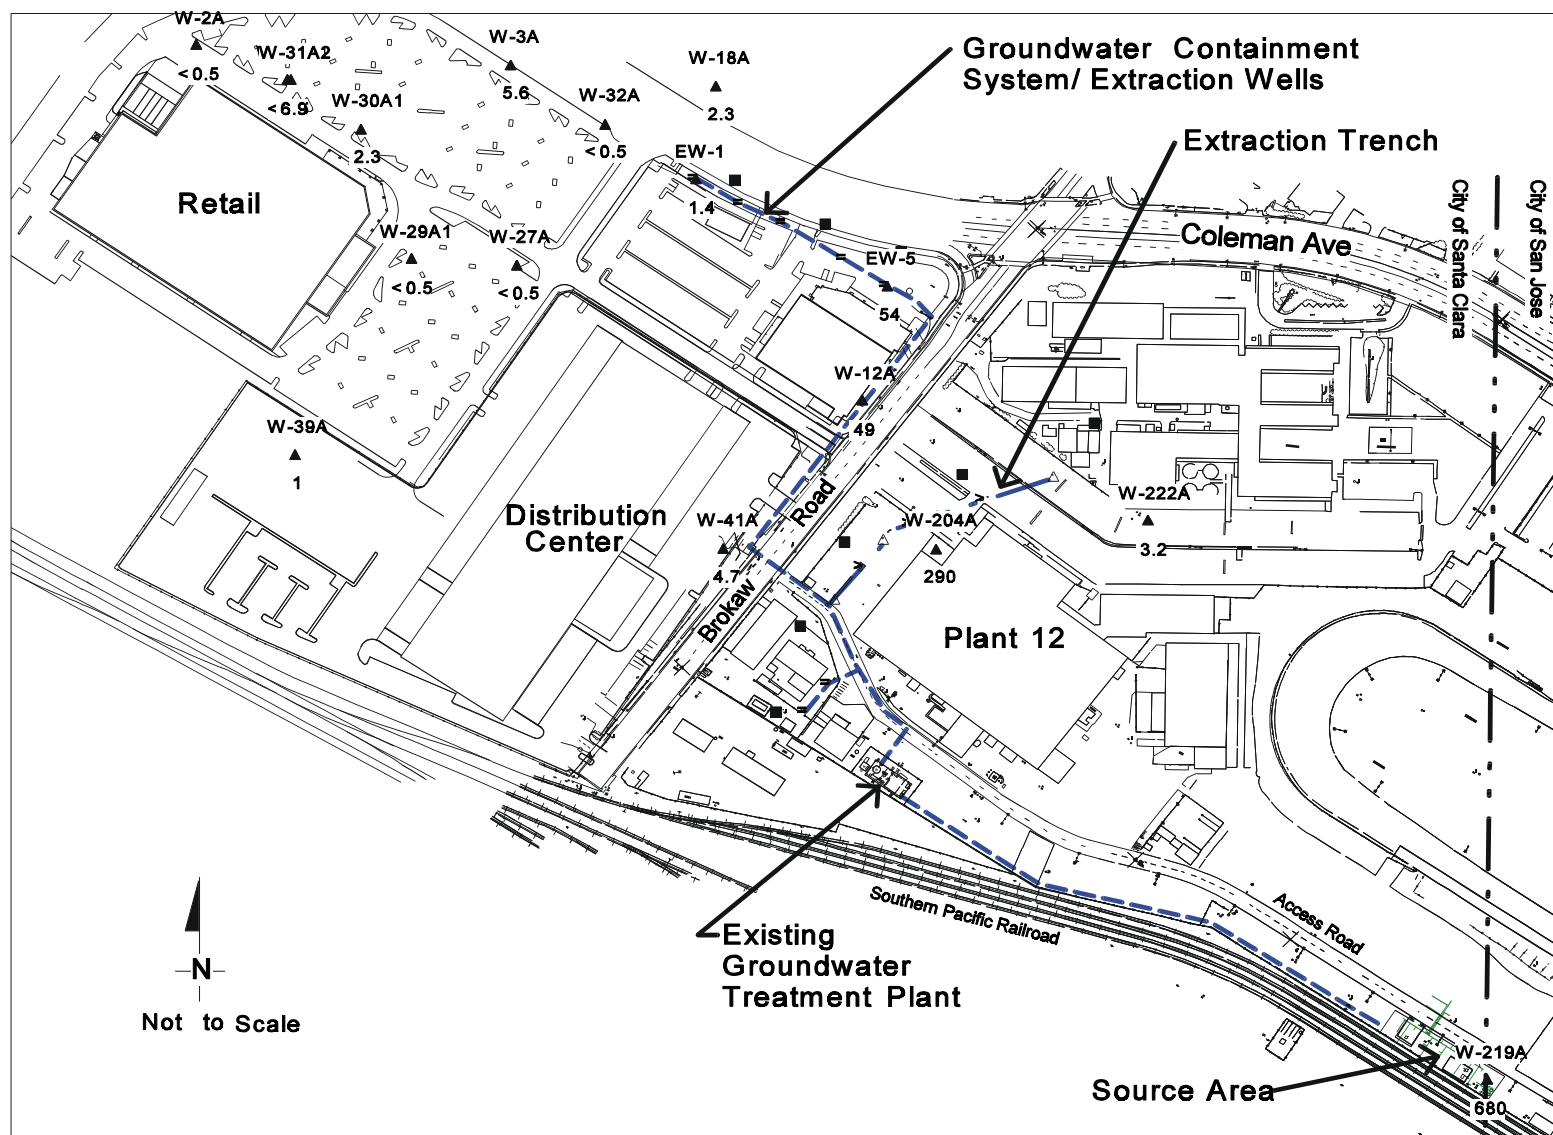 W-2A
<0.5
W-31A2
<6.9
W-30A1
2.3
W-3A
5.6
W-32A
<0.5
W-18A
2.3
Groundwater Containment
System/ Extraction Wells
Extraction Trench
EW-1
1.4
Retail
W-29A1
<0.5
W-27A
<0.5
EW-5
54
Coleman Ave
City of Santa Clara
City of San Jose
W-12A
49
W-39A
1
Distribution
Center
W-41A
4.7
Brokaw Road
W-204A
290
W-222A
3.2
Plant 12
Existing
Groundwater
Treatment Plant
Southern Pacific Railroad
Access Road
N
Not to Scale
Source Area
W-219A
680